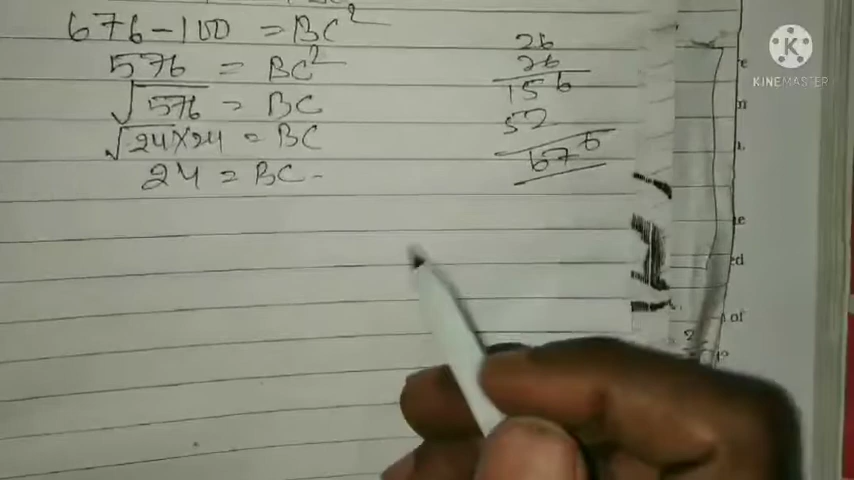 676-100 = BC²
576 = BC²
√576 = BC
√24×24 = BC
24 = BC
26
26
156
52
676
KINEMASTER